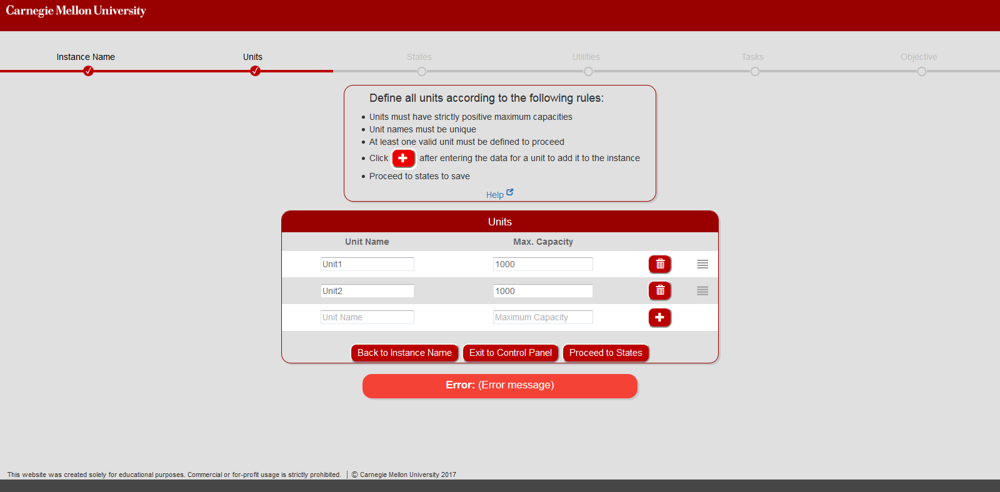 Carnegie Mellon University
Instance Name Units States Utilities Tasks Objective
Define all units according to the following rules:
Units must have strictly positive maximum capacities
Unit names must be unique
At least one valid unit must be defined to proceed
Click after entering the data for a unit to add it to the instance
Proceed to states to save
Help
Units
Unit Name Max. Capacity
Unit1 1000
Unit2 1000
Unit Name Maximum Capacity
Back to Instance Name Exit to Control Panel Proceed to States
Error: (Error message)
This website was created solely for educational purposes. Commercial or for-profit usage is strictly prohibited. | © Carnegie Mellon University 2017